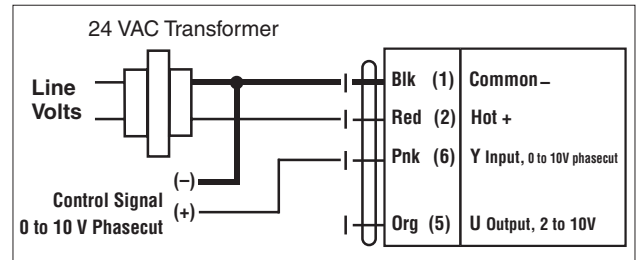 24 VAC Transformer
Line
Volts
Blk (1) Common –
Red (2) Hot +
Pnk (6) Y Input, 0 to 10V phasecut
(–)
Control Signal (+)
0 to 10 V Phasecut
Org (5) U Output, 2 to 10V